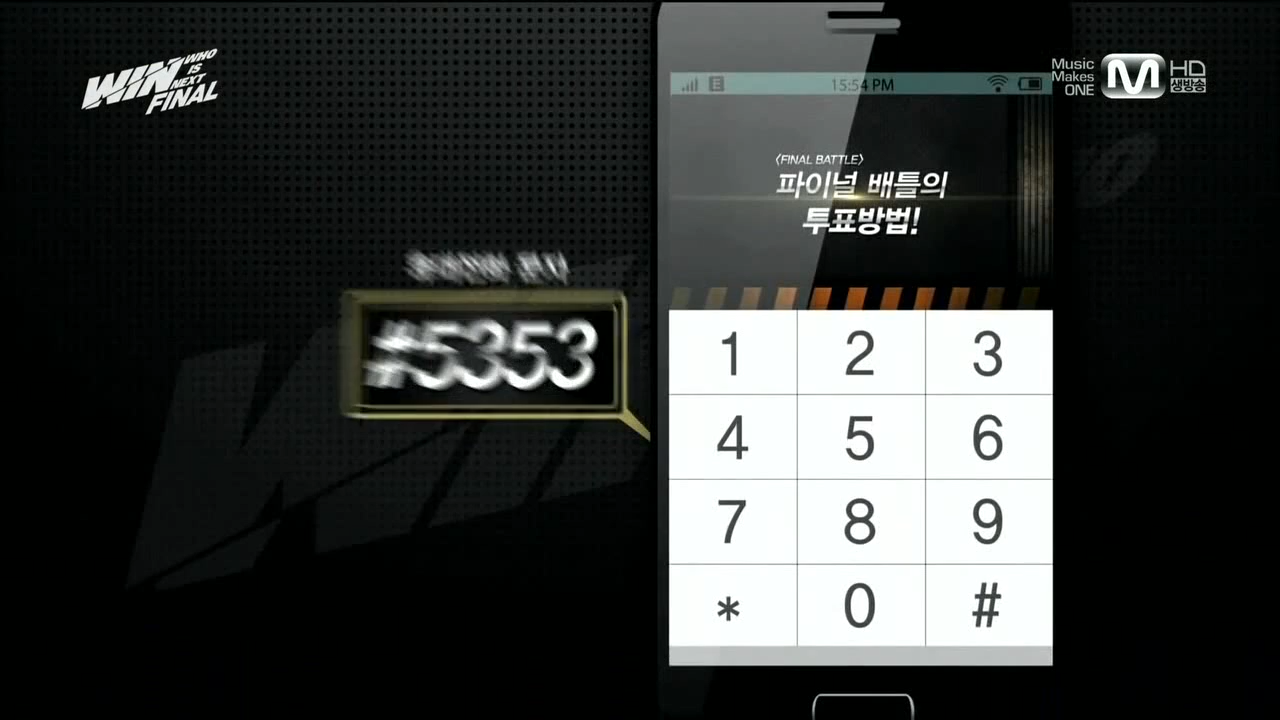 WIN WHO
IS
NEXT
FINAL
Music
Makes
ONE
M HD
생방송
E
15:54 PM
<FINAL BATTLE>
파이널 배틀의
투표방법!
#5353
1 2 3
4 5 6
7 8 9
* 0 #